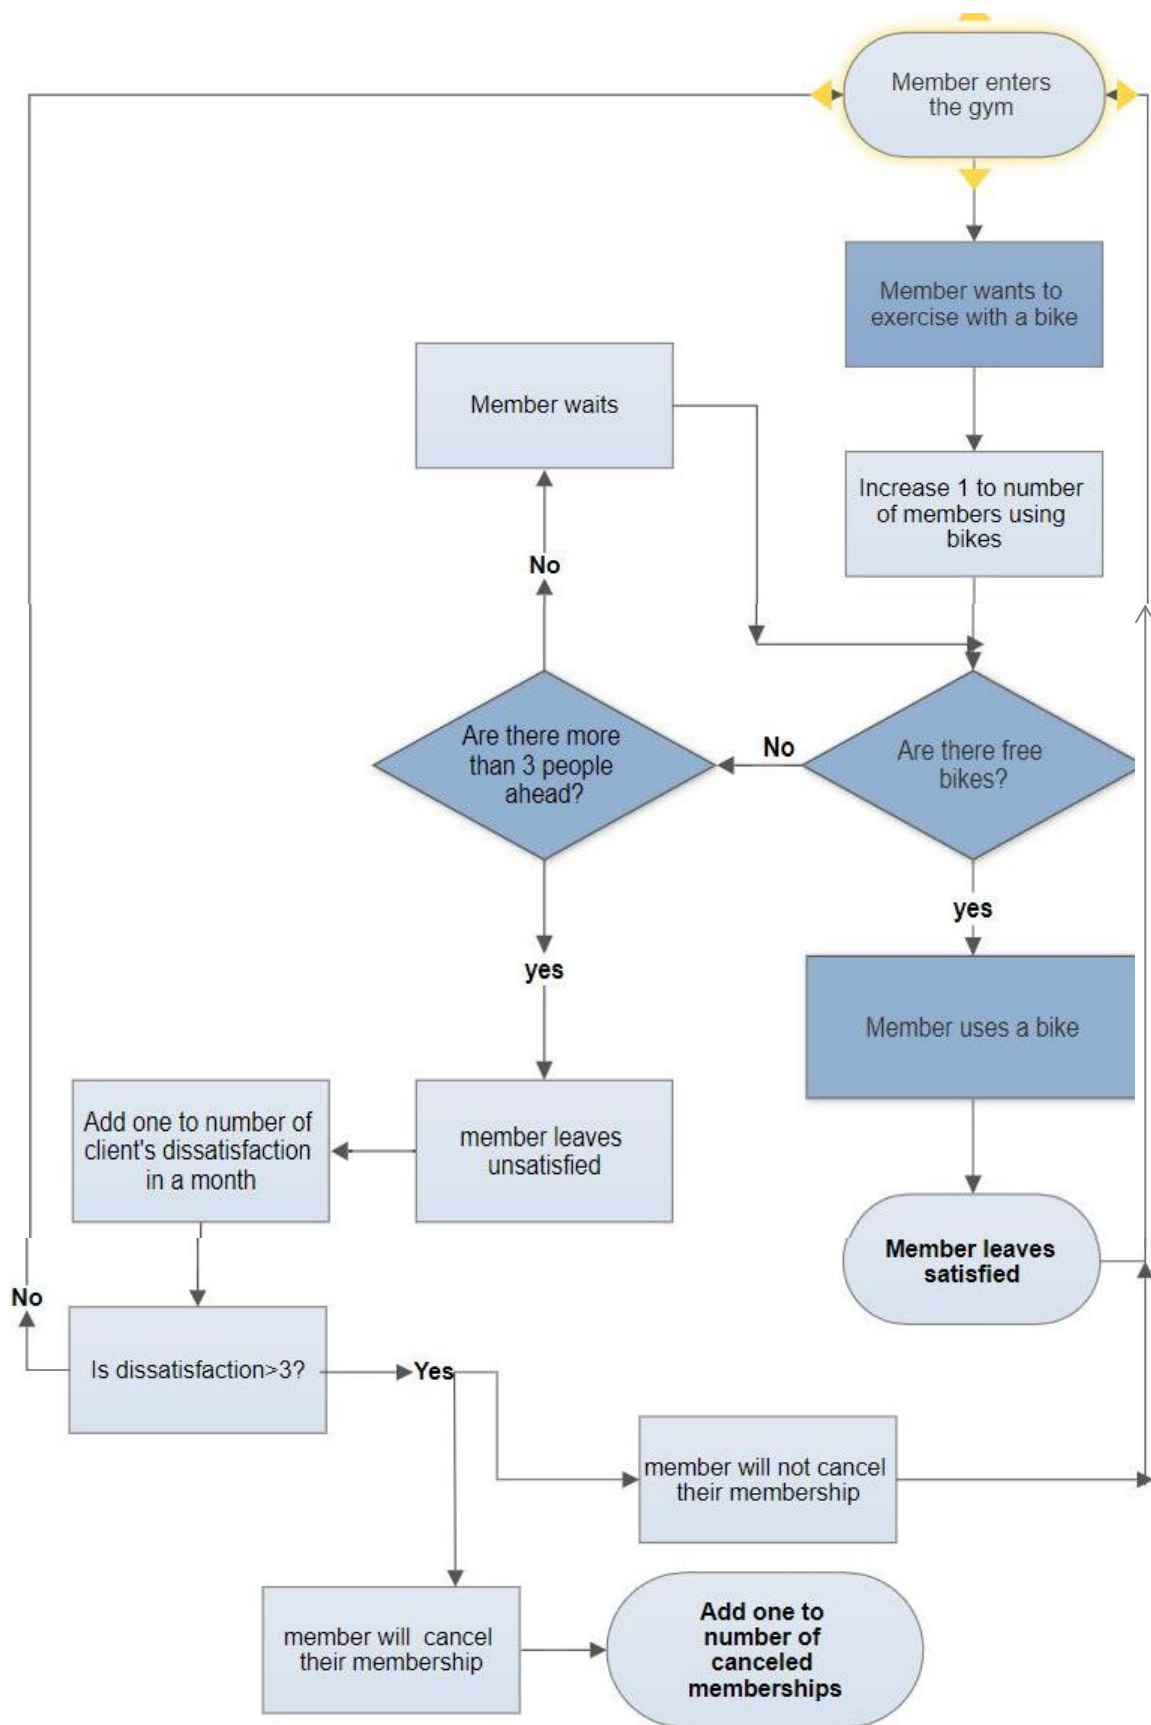 Member enters
the gym
Member wants to
exercise with a bike
Member waits
Increase 1 to number
of members using
bikes
No
Are there more
than 3 people
ahead?
No
Are there free
bikes?
yes
yes
Member uses a bike
Add one to number of
client's dissatisfaction
in a month
member leaves
unsatisfied
Member leaves
satisfied
No
Is dissatisfaction>3?
Yes
member will not cancel
their membership
member will  cancel
their membership
Add one to
number of
canceled
memberships